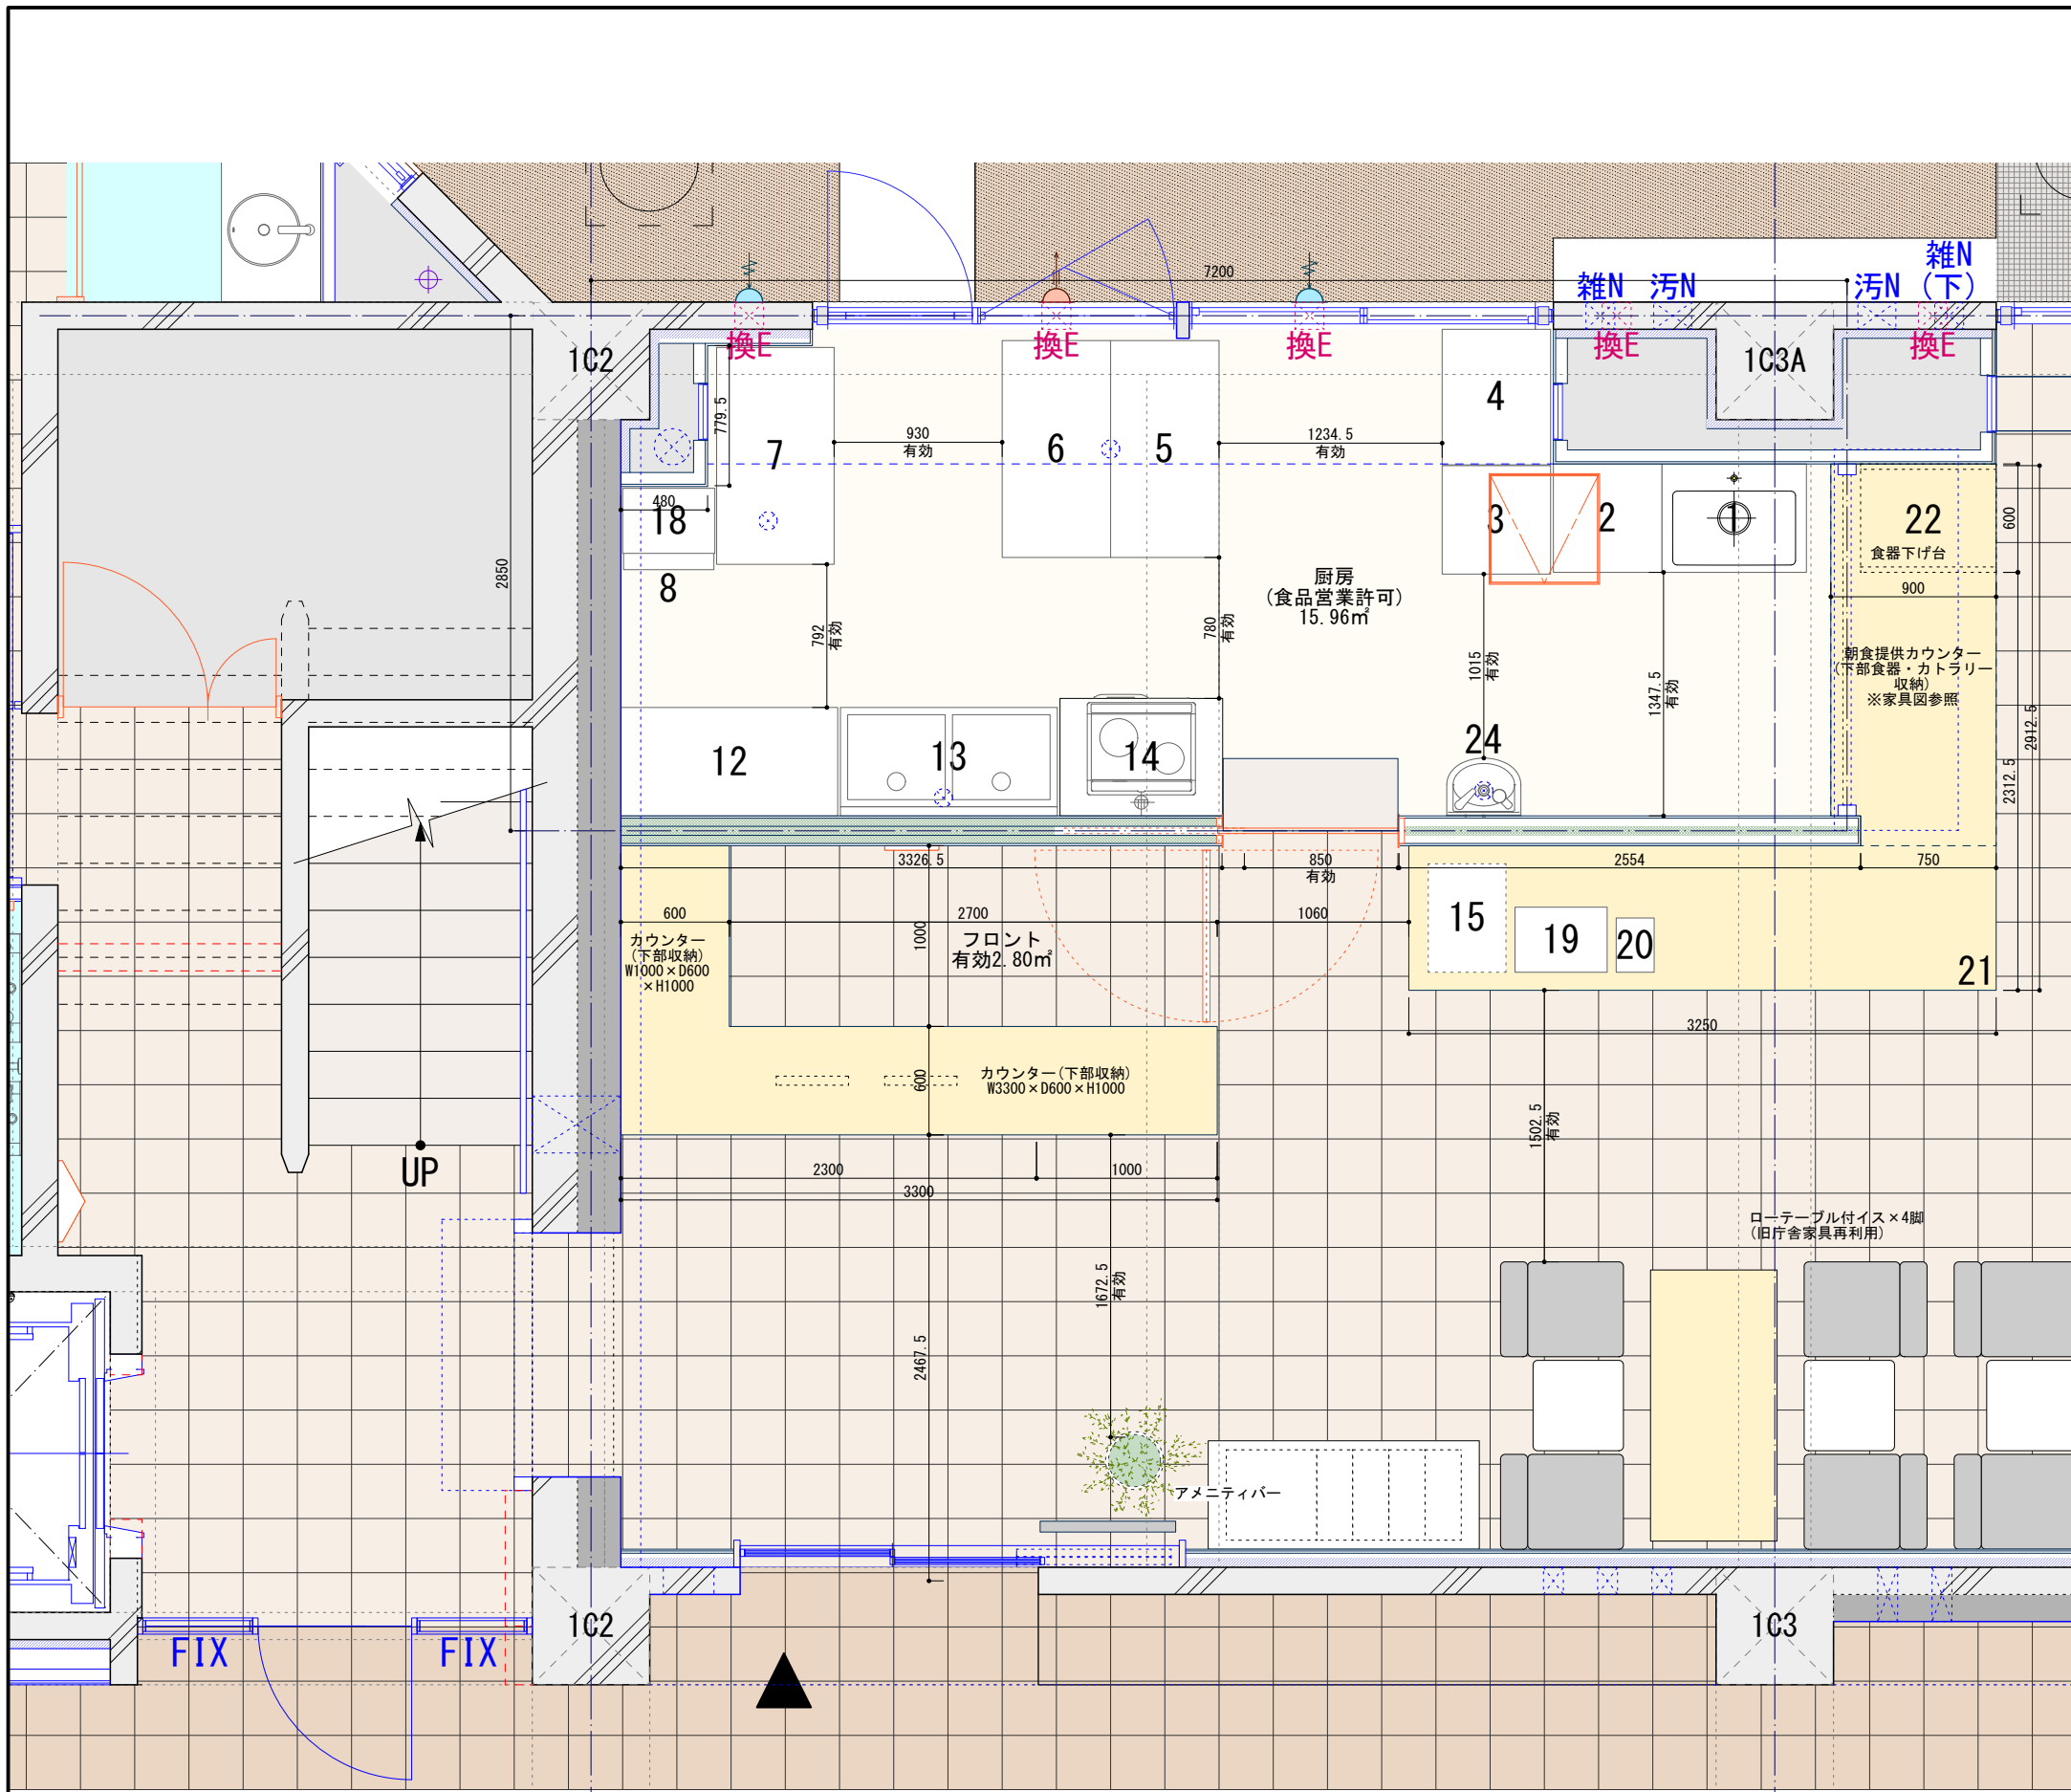 7200
雑N
汚N
汚N
雑N
(下)
換E
換E
換E
換E
換E
1C2
1C3A
779.5
7
930
有効
6
5
1234.5
有効
4
480
18
8
3
2
1
22
食器下げ台
600
900
2850
792
有効
780
有効
厨房
(食品営業許可)
15.96㎡
1015
有効
1347.5
有効
朝食提供カウンター
(下部食器・カトラリー
収納)
※家具図参照
2912.5
2312.5
12
13
14
24
3326.5
850
有効
2554
750
600
2700
1060
カウンター
(下部収納)
W1000×D600
×H1000
1000
フロント
有効2.80㎡
15
19
20
21
3250
600
カウンター(下部収納)
W3300×D600×H1000
1502.5
有効
UP
2300
1000
3300
ローテーブル付イス×4脚
(旧庁舎家具再利用)
1672.5
有効
2467.5
アメニティバー
FIX
FIX
1C2
1C3